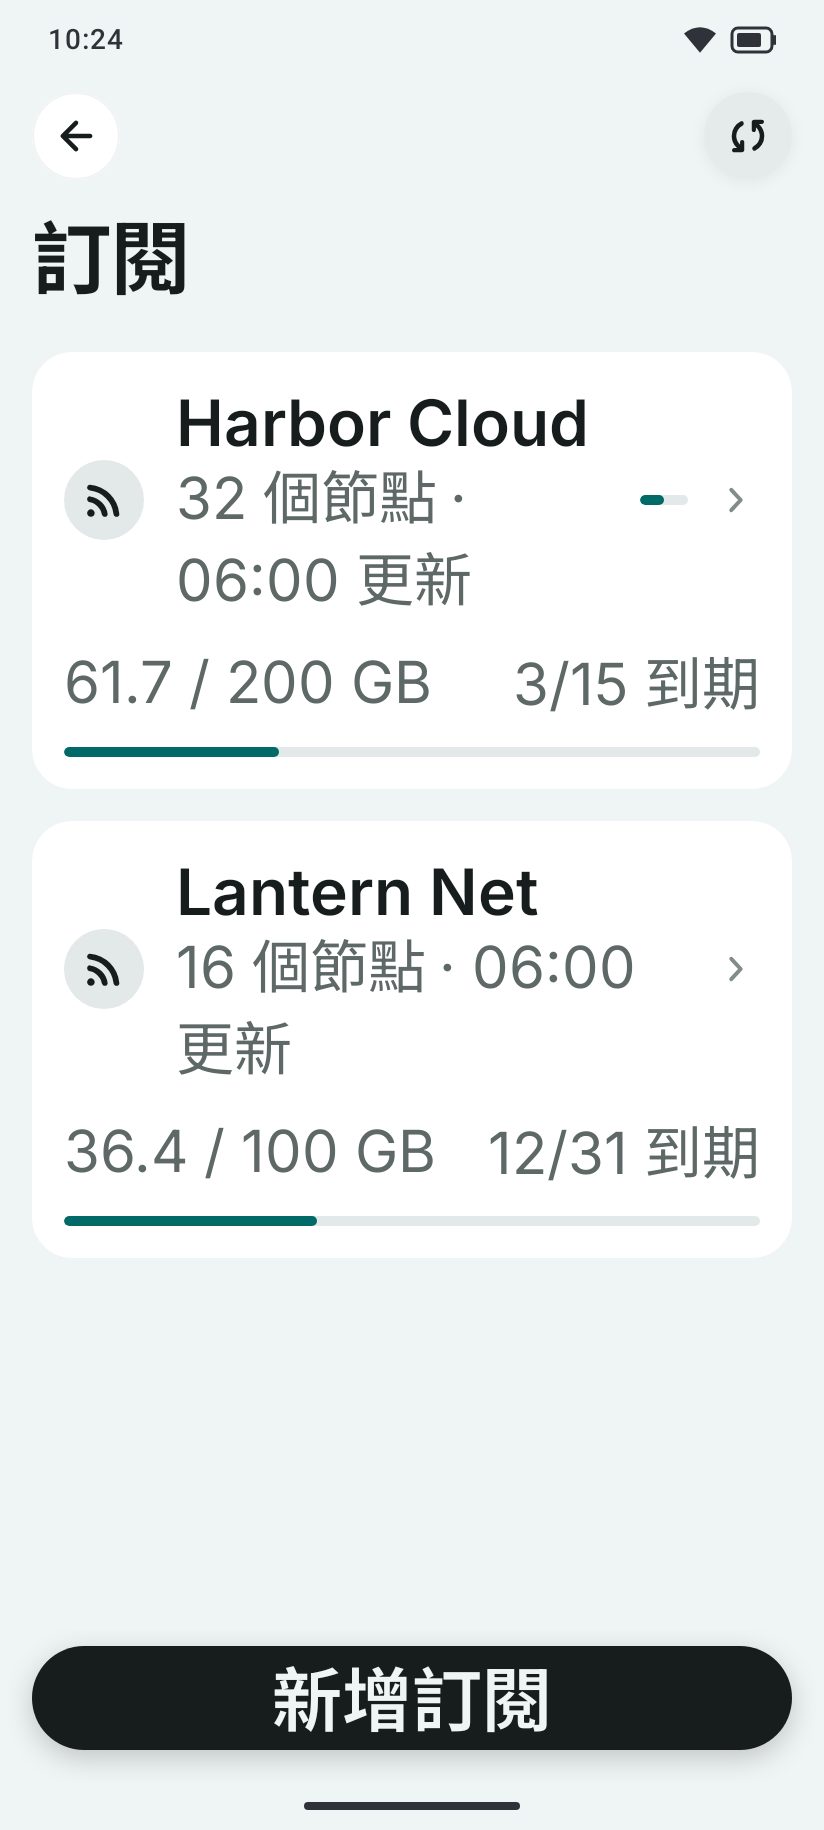 10:24
訂閱
Harbor Cloud
32 個節點 ·
06:00 更新
61.7 / 200 GB
3/15 到期
Lantern Net
16 個節點 · 06:00
更新
36.4 / 100 GB
12/31 到期
新增訂閱